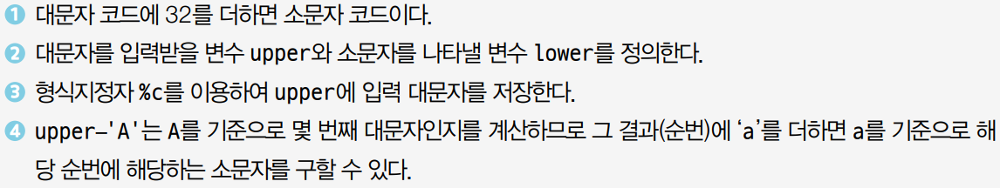 ❶ 대문자 코드에 32를 더하면 소문자 코드이다.
❷ 대문자를 입력받을 변수 upper와 소문자를 나타낼 변수 lower를 정의한다.
❸ 형식지정자 %c를 이용하여 upper에 입력 대문자를 저장한다.
❹ upper–'A'는 A를 기준으로 몇 번째 대문자인지를 계산하므로 그 결과(순번)에 ‘a’를 더하면 a를 기준으로 해
당 순번에 해당하는 소문자를 구할 수 있다.